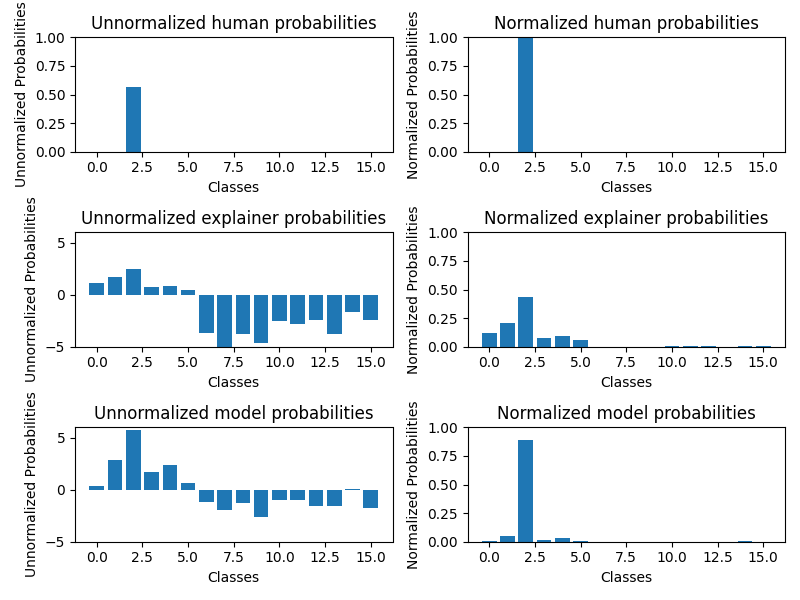 Unnormalized human probabilities
Unnormalized Probabilities
1.00
0.75
0.50
0.25
0.00
0.0 2.5 5.0 7.5 10.0 12.5 15.0
Classes
Normalized human probabilities
Normalized Probabilities
1.00
0.75
0.50
0.25
0.00
0.0 2.5 5.0 7.5 10.0 12.5 15.0
Classes
Unnormalized explainer probabilities
Unnormalized Probabilities
5
0
−5
0.0 2.5 5.0 7.5 10.0 12.5 15.0
Classes
Normalized explainer probabilities
Normalized Probabilities
1.00
0.75
0.50
0.25
0.00
0.0 2.5 5.0 7.5 10.0 12.5 15.0
Classes
Unnormalized model probabilities
Unnormalized Probabilities
5
0
−5
0.0 2.5 5.0 7.5 10.0 12.5 15.0
Classes
Normalized model probabilities
Normalized Probabilities
1.00
0.75
0.50
0.25
0.00
0.0 2.5 5.0 7.5 10.0 12.5 15.0
Classes